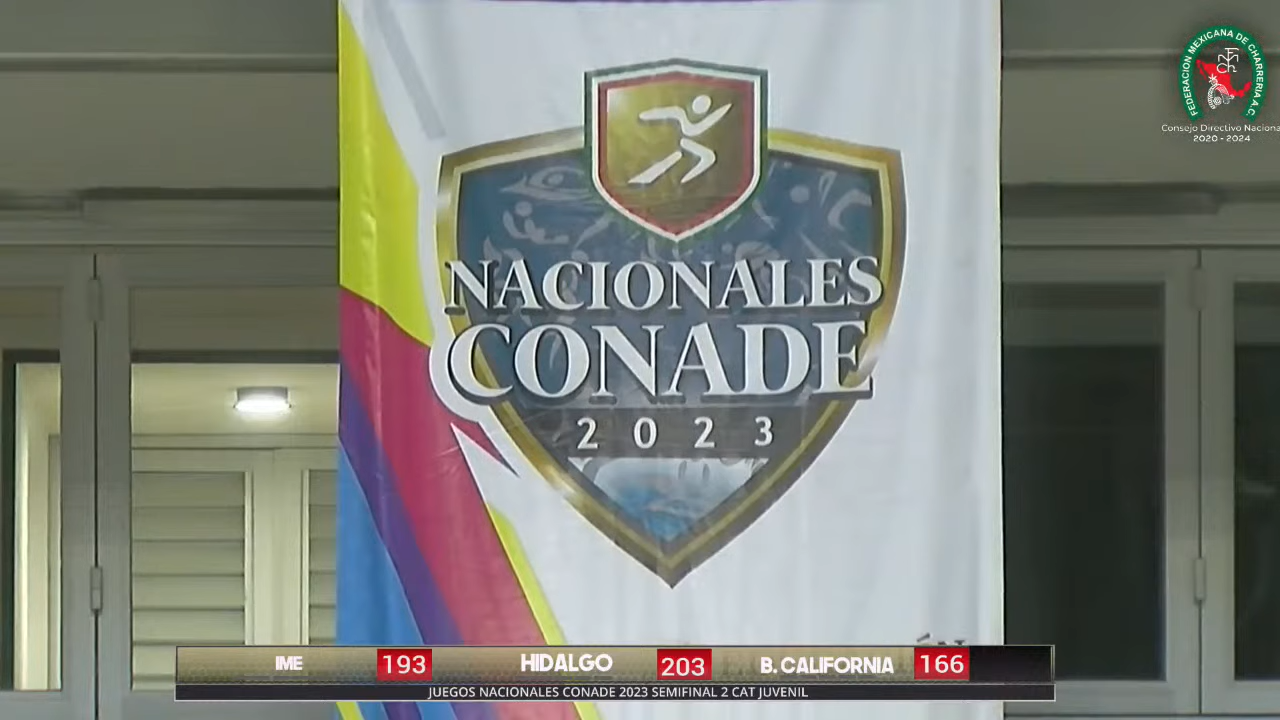 FEDERACION MEXICANA DE CHARRERIA A.C.
Consejo Directivo Nacional
2020 - 2024
NACIONALES
CONADE
2023
IME 193 HIDALGO 203 B. CALIFORNIA 166
JUEGOS NACIONALES CONADE 2023 SEMIFINAL 2 CAT JUVENIL